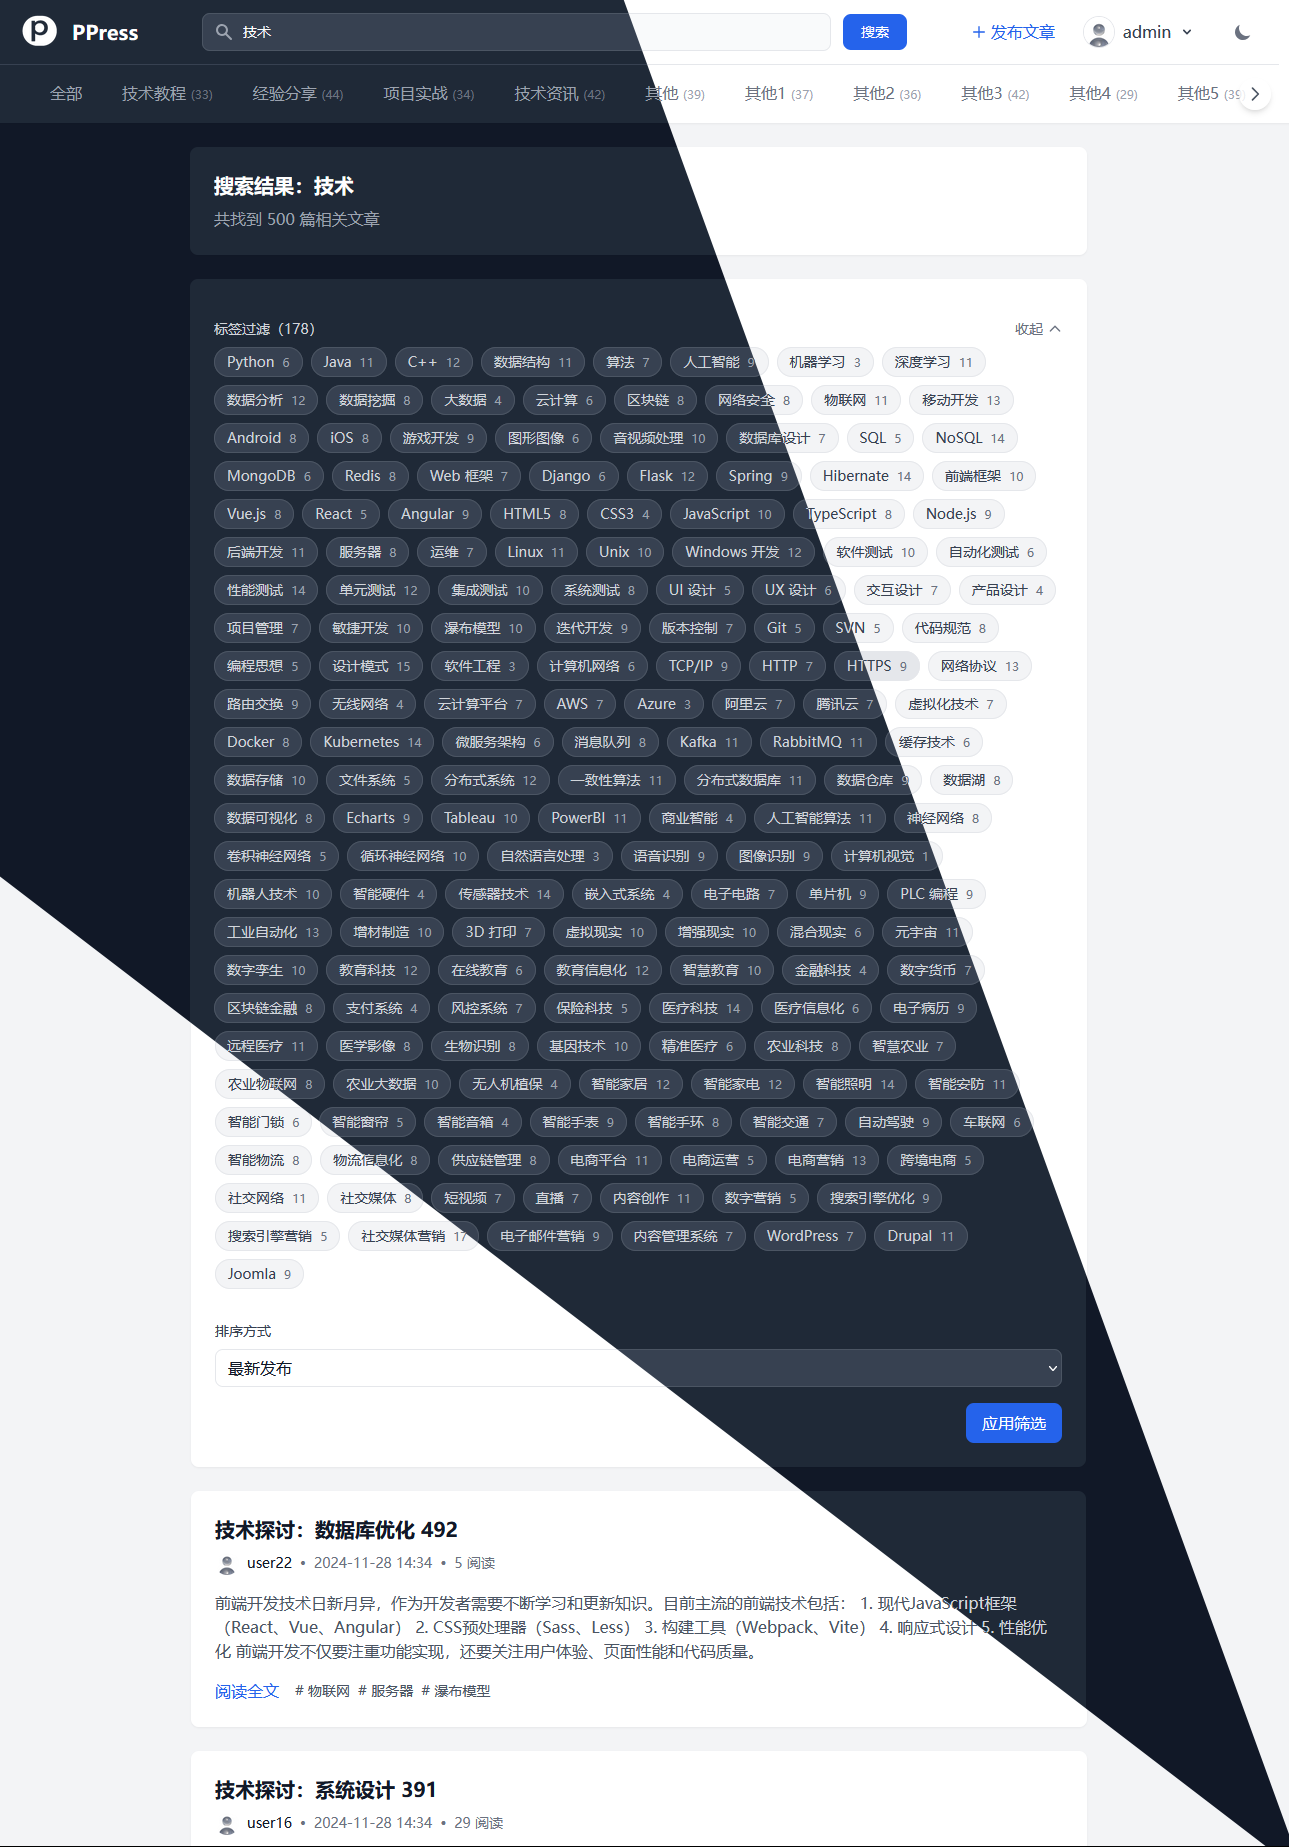 PPress 技术 搜索 + 发布文章 admin
全部 技术教程 (33) 经验分享 (44) 项目实战 (34) 技术资讯 (42) 其他 (39) 其他1 (37) 其他2 (36) 其他3 (42) 其他4 (29) 其他5 (39
搜索结果：技术
共找到 500 篇相关文章
标签过滤（178） 收起
Python 6 Java 11 C++ 12 数据结构 11 算法 7 人工智能 9 机器学习 3 深度学习 11
数据分析 12 数据挖掘 8 大数据 4 云计算 6 区块链 8 网络安全 8 物联网 11 移动开发 13
Android 8 iOS 8 游戏开发 9 图形图像 6 音视频处理 10 数据库设计 7 SQL 5 NoSQL 14
MongoDB 6 Redis 8 Web 框架 7 Django 6 Flask 12 Spring 9 Hibernate 14 前端框架 10
Vue.js 8 React 5 Angular 9 HTML5 8 CSS3 4 JavaScript 10 TypeScript 8 Node.js 9
后端开发 11 服务器 8 运维 7 Linux 11 Unix 10 Windows 开发 12 软件测试 10 自动化测试 6
性能测试 14 单元测试 12 集成测试 10 系统测试 8 UI 设计 5 UX 设计 6 交互设计 7 产品设计 4
项目管理 7 敏捷开发 10 瀑布模型 10 迭代开发 9 版本控制 7 Git 5 SVN 5 代码规范 8
编程思想 5 设计模式 15 软件工程 3 计算机网络 6 TCP/IP 9 HTTP 7 HTTPS 9 网络协议 13
路由交换 9 无线网络 4 云计算平台 7 AWS 7 Azure 3 阿里云 7 腾讯云 7 虚拟化技术 7
Docker 8 Kubernetes 14 微服务架构 6 消息队列 8 Kafka 11 RabbitMQ 11 缓存技术 6
数据存储 10 文件系统 5 分布式系统 12 一致性算法 11 分布式数据库 11 数据仓库 9 数据湖 8
数据可视化 8 Echarts 9 Tableau 10 PowerBI 11 商业智能 4 人工智能算法 11 神经网络 8
卷积神经网络 5 循环神经网络 10 自然语言处理 3 语音识别 9 图像识别 9 计算机视觉 1
机器人技术 10 智能硬件 4 传感器技术 14 嵌入式系统 4 电子电路 7 单片机 9 PLC 编程 9
工业自动化 13 增材制造 10 3D 打印 7 虚拟现实 10 增强现实 10 混合现实 6 元宇宙 11
数字孪生 10 教育科技 12 在线教育 6 教育信息化 12 智慧教育 10 金融科技 4 数字货币 7
区块链金融 8 支付系统 4 风控系统 7 保险科技 5 医疗科技 14 医疗信息化 6 电子病历 9
远程医疗 11 医学影像 8 生物识别 8 基因技术 10 精准医疗 6 农业科技 8 智慧农业 7
农业物联网 8 农业大数据 10 无人机植保 4 智能家居 12 智能家电 12 智能照明 14 智能安防 11
智能门锁 6 智能窗帘 5 智能音箱 4 智能手表 9 智能手环 8 智能交通 7 自动驾驶 9 车联网 6
智能物流 8 物流信息化 8 供应链管理 8 电商平台 11 电商运营 5 电商营销 13 跨境电商 5
社交网络 11 社交媒体 8 短视频 7 直播 7 内容创作 11 数字营销 5 搜索引擎优化 9
搜索引擎营销 5 社交媒体营销 17 电子邮件营销 9 内容管理系统 7 WordPress 7 Drupal 11
Joomla 9
排序方式
最新发布
应用筛选
技术探讨：数据库优化 492
user22 • 2024-11-28 14:34 • 5 阅读
前端开发技术日新月异，作为开发者需要不断学习和更新知识。目前主流的前端技术包括： 1. 现代JavaScript框架
（React、Vue、Angular） 2. CSS预处理器（Sass、Less） 3. 构建工具（Webpack、Vite） 4. 响应式设计 5. 性能优
化 前端开发不仅要注重功能实现，还要关注用户体验、页面性能和代码质量。
阅读全文 # 物联网 # 服务器 # 瀑布模型
技术探讨：系统设计 391
user16 • 2024-11-28 14:34 • 29 阅读